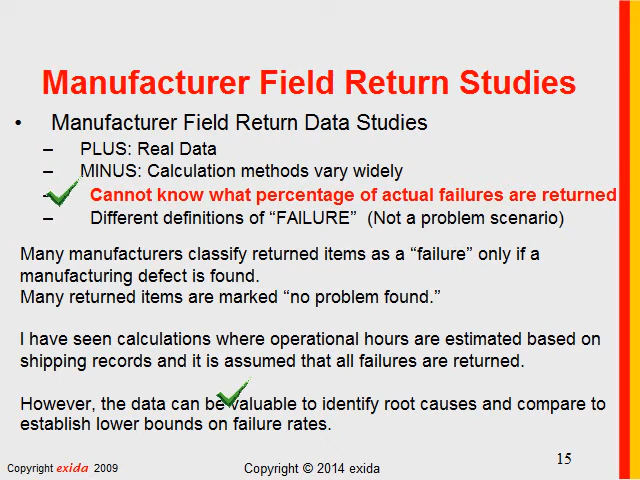 Manufacturer Field Return Studies
• Manufacturer Field Return Data Studies
– PLUS: Real Data
– MINUS: Calculation methods vary widely
– Cannot know what percentage of actual failures are returned
– Different definitions of “FAILURE” (Not a problem scenario)
Many manufacturers classify returned items as a “failure” only if a
manufacturing defect is found.
Many returned items are marked “no problem found.”
I have seen calculations where operational hours are estimated based on
shipping records and it is assumed that all failures are returned.
However, the data can be valuable to identify root causes and compare to
establish lower bounds on failure rates.
15
Copyright exida 2009
Copyright © 2014 exida